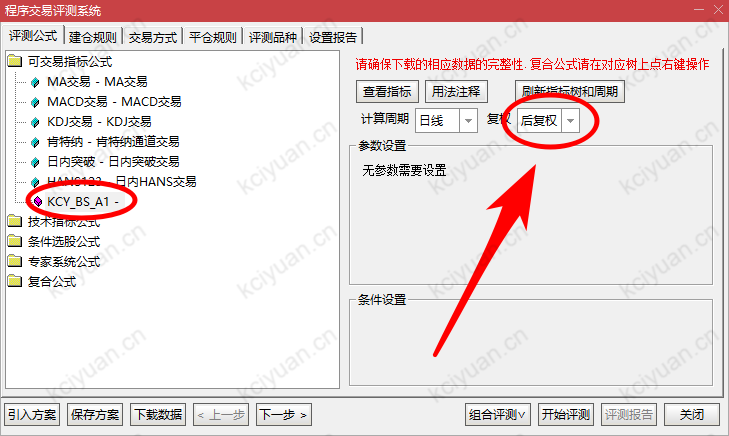 程序交易评测系统
评测公式 建仓规则 交易方式 平仓规则 评测品种 设置报告
可交易指标公式
MA交易 - MA交易
MACD交易 - MACD交易
KDJ交易 - KDJ交易
肯特纳 - 肯特纳通道交易
日内突破 - 日内突破交易
HANS123 - 日内HANS交易
KCY_BS_A1 -
技术指标公式
条件选股公式
专家系统公式
复合公式
请确保下载的相应数据的完整性. 复合公式请在对应树上点右键操作
查看指标 用法注释 刷新指标树和周期
计算周期 日线 复权 后复权
参数设置
无参数需要设置
条件设置
引入方案 保存方案 下载数据 < 上一步 下一步 > 组合评测∨ 开始评测 评测报告 关闭
kciyuan.cn
kciyuan.cn
kciyuan.cn
kciyuan.cn
kciyuan.cn
kciyuan.cn
kciyuan.cn
kciyuan.cn
kciyuan.cn
kciyuan.cn
kciyuan.cn
kciyuan.cn